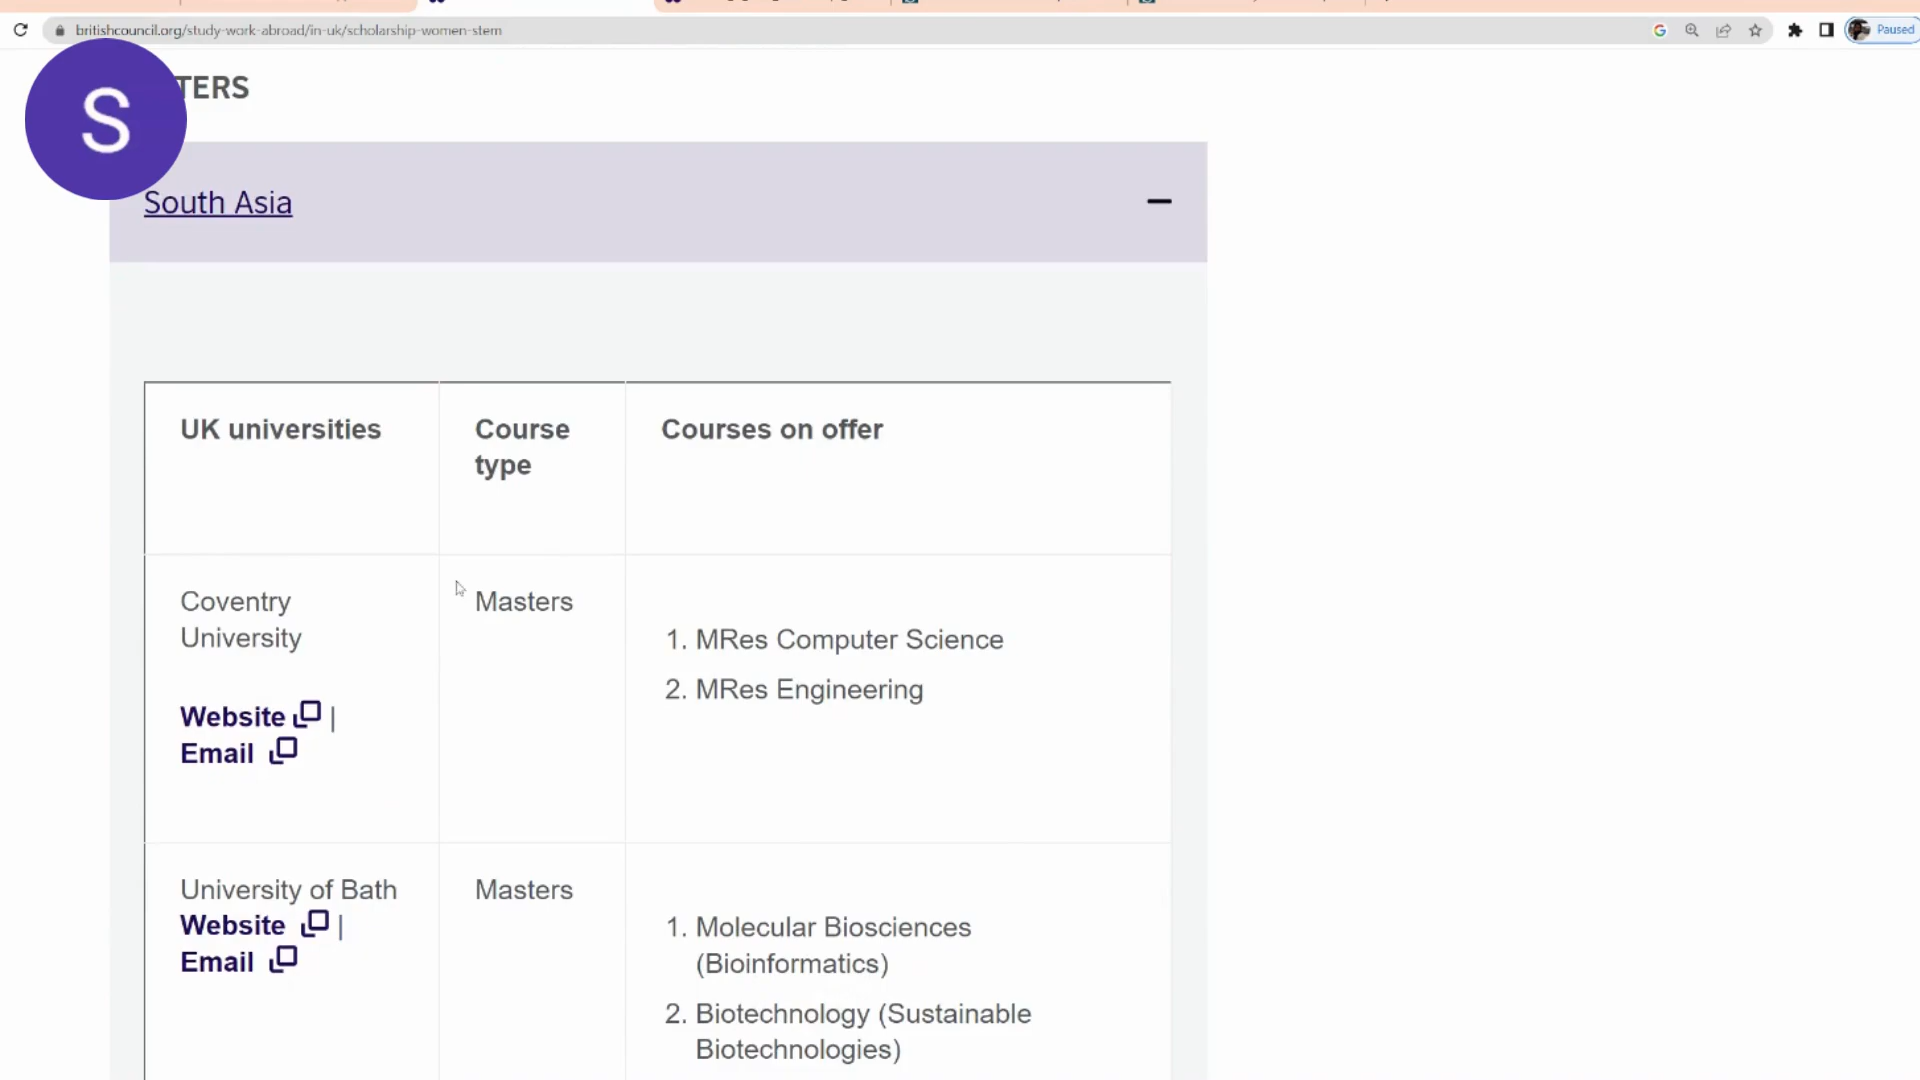 britishcouncil.org/study-work-abroad/in-uk/scholarship-women-stem
Paused
S
TERS
South Asia
UK universities
Course
type
Courses on offer
Coventry
University
Website |
Email
Masters
1. MRes Computer Science
2. MRes Engineering
University of Bath
Website |
Email
Masters
1. Molecular Biosciences
(Bioinformatics)
2. Biotechnology (Sustainable
Biotechnologies)